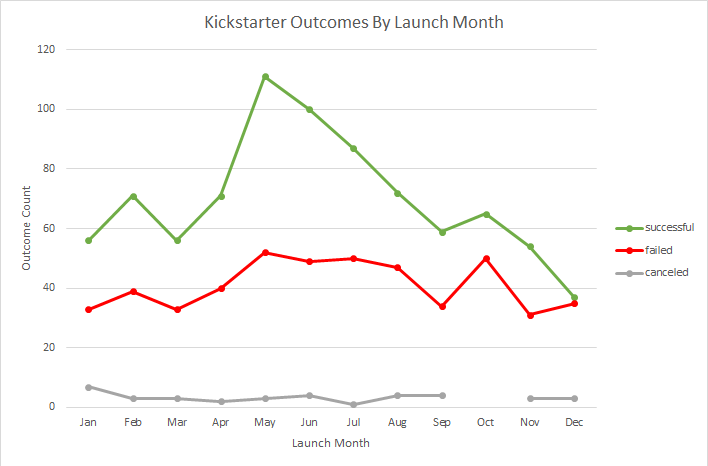 Kickstarter Outcomes By Launch Month
120
100
80
60
40
20
0
Outcome Count
Jan Feb Mar Apr May Jun Jul Aug Sep Oct Nov Dec
Launch Month
successful
failed
canceled